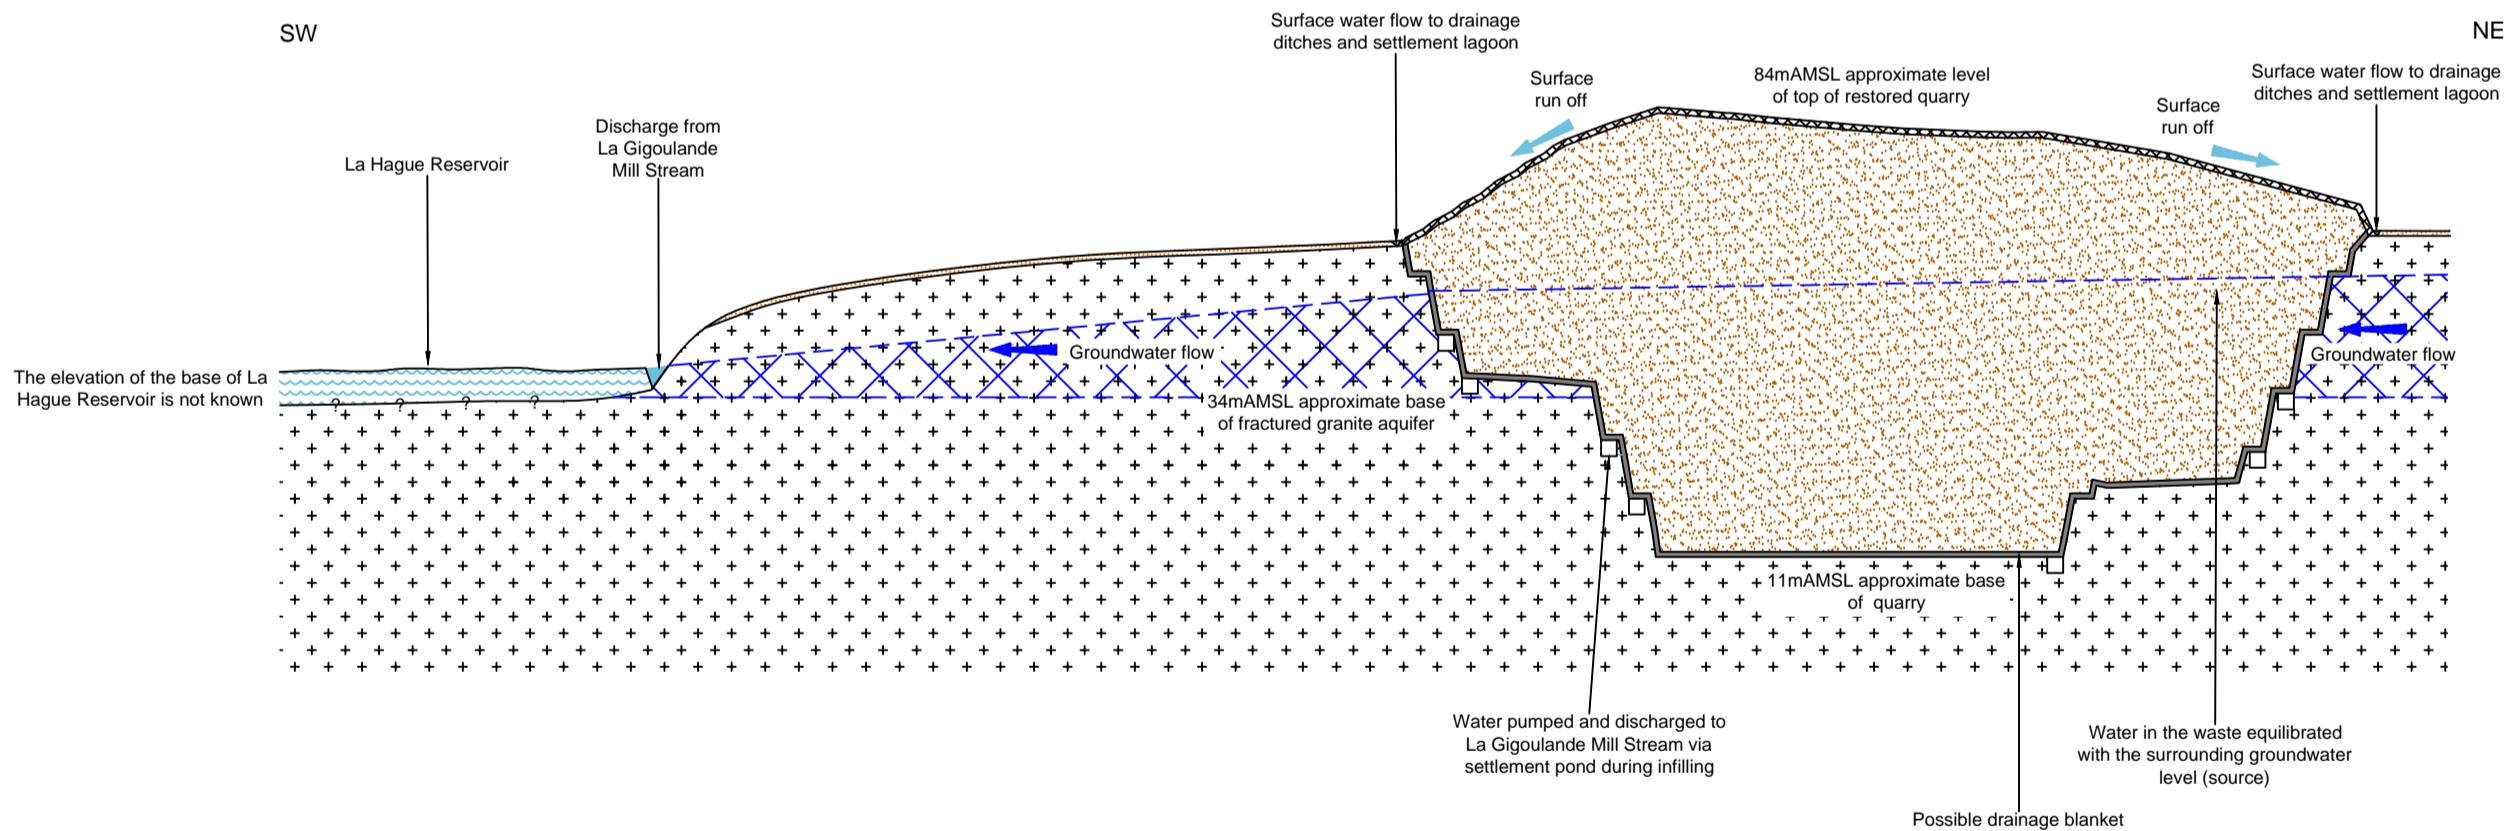 SW
NE
Surface water flow to drainage
ditches and settlement lagoon
Surface
run off
84mAMSL approximate level
of top of restored quarry
Surface
run off
Surface water flow to drainage
ditches and settlement lagoon
Discharge from
La Gigoulande
Mill Stream
La Hague Reservoir
The elevation of the base of La
Hague Reservoir is not known
? ? ? ?
Groundwater flow
Groundwater flow
34mAMSL approximate base
of fractured granite aquifer
11mAMSL approximate base
of quarry
Water pumped and discharged to
La Gigoulande Mill Stream via
settlement pond during infilling
Water in the waste equilibrated
with the surrounding groundwater
level (source)
Possible drainage blanket